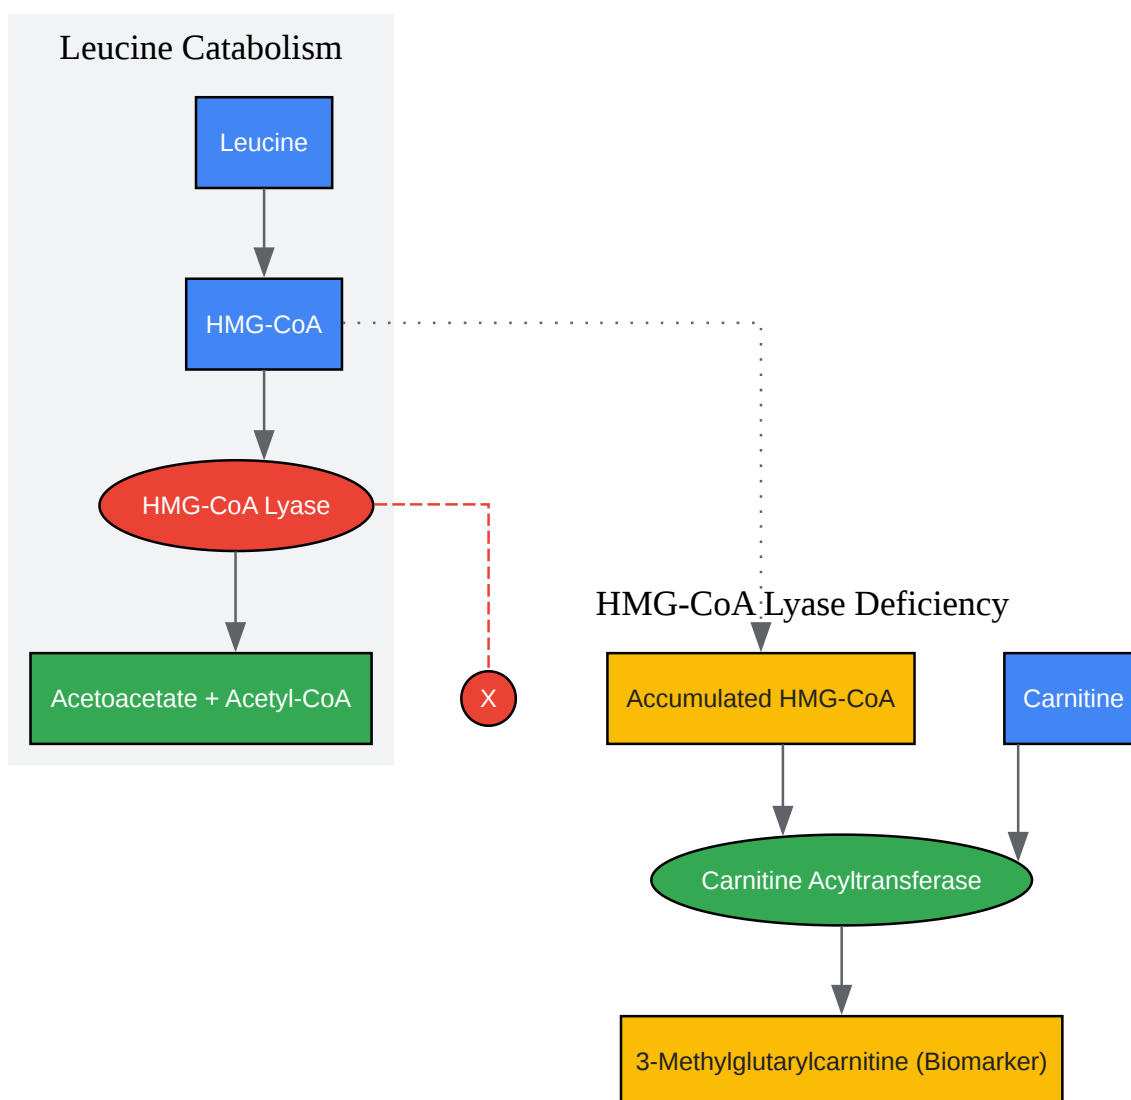 Leucine Catabolism
Leucine
HMG-CoA
HMG-CoA Lyase
Acetoacetate + Acetyl-CoA
X
HMG-CoA Lyase Deficiency
Accumulated HMG-CoA
Carnitine
Carnitine Acyltransferase
3-Methylglutarylcarnitine (Biomarker)